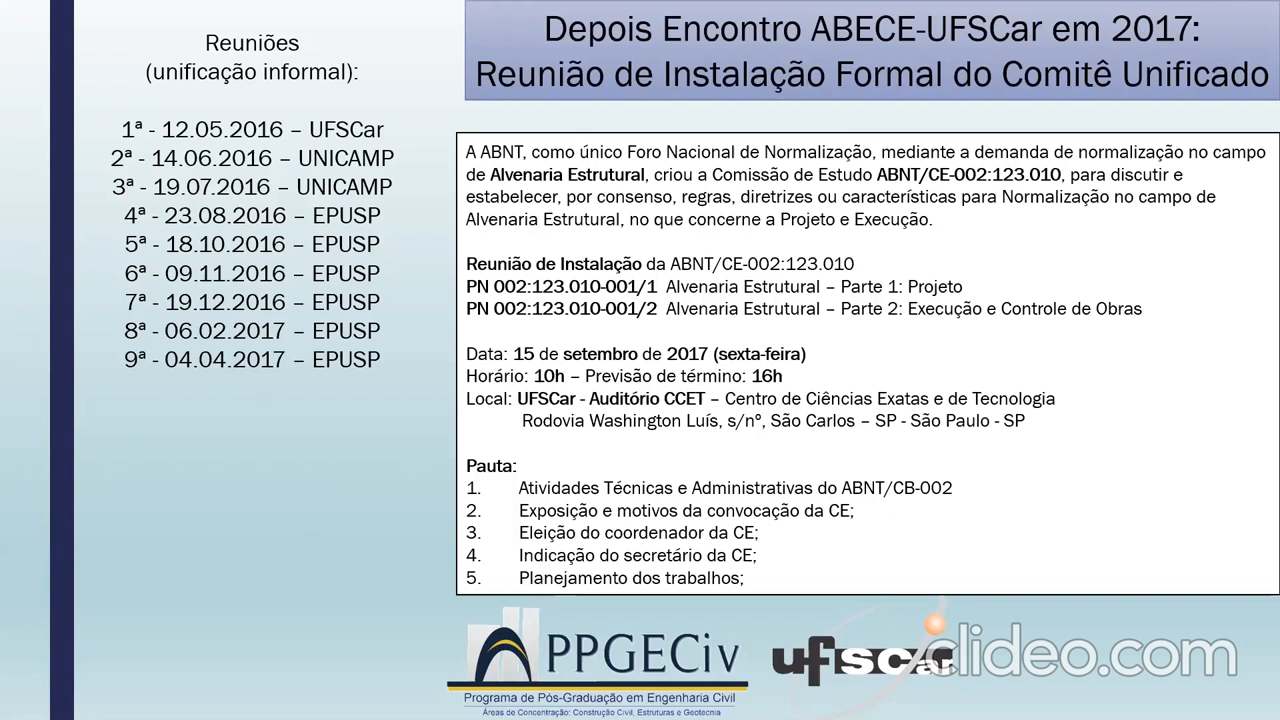 Reuniões
(unificação informal):
1ª - 12.05.2016 – UFSCar
2ª - 14.06.2016 – UNICAMP
3ª - 19.07.2016 – UNICAMP
4ª - 23.08.2016 – EPUSP
5ª - 18.10.2016 – EPUSP
6ª - 09.11.2016 – EPUSP
7ª - 19.12.2016 – EPUSP
8ª - 06.02.2017 – EPUSP
9ª - 04.04.2017 – EPUSP
Depois Encontro ABECE-UFSCar em 2017:
Reunião de Instalação Formal do Comitê Unificado
A ABNT, como único Foro Nacional de Normalização, mediante a demanda de normalização no campo
de Alvenaria Estrutural, criou a Comissão de Estudo ABNT/CE-002:123.010, para discutir e
estabelecer, por consenso, regras, diretrizes ou características para Normalização no campo de
Alvenaria Estrutural, no que concerne a Projeto e Execução.
Reunião de Instalação da ABNT/CE-002:123.010
PN 002:123.010-001/1 Alvenaria Estrutural – Parte 1: Projeto
PN 002:123.010-001/2 Alvenaria Estrutural – Parte 2: Execução e Controle de Obras
Data: 15 de setembro de 2017 (sexta-feira)
Horário: 10h – Previsão de término: 16h
Local: UFSCar - Auditório CCET – Centro de Ciências Exatas e de Tecnologia
Rodovia Washington Luís, s/nº, São Carlos – SP - São Paulo - SP
Pauta:
1. Atividades Técnicas e Administrativas do ABNT/CB-002
2. Exposição e motivos da convocação da CE;
3. Eleição do coordenador da CE;
4. Indicação do secretário da CE;
5. Planejamento dos trabalhos;
PPGECiv
Programa de Pós-Graduação em Engenharia Civil
Áreas de Concentração: Construção Civil, Estruturas e Geotecnia
ufscar
clideo.com